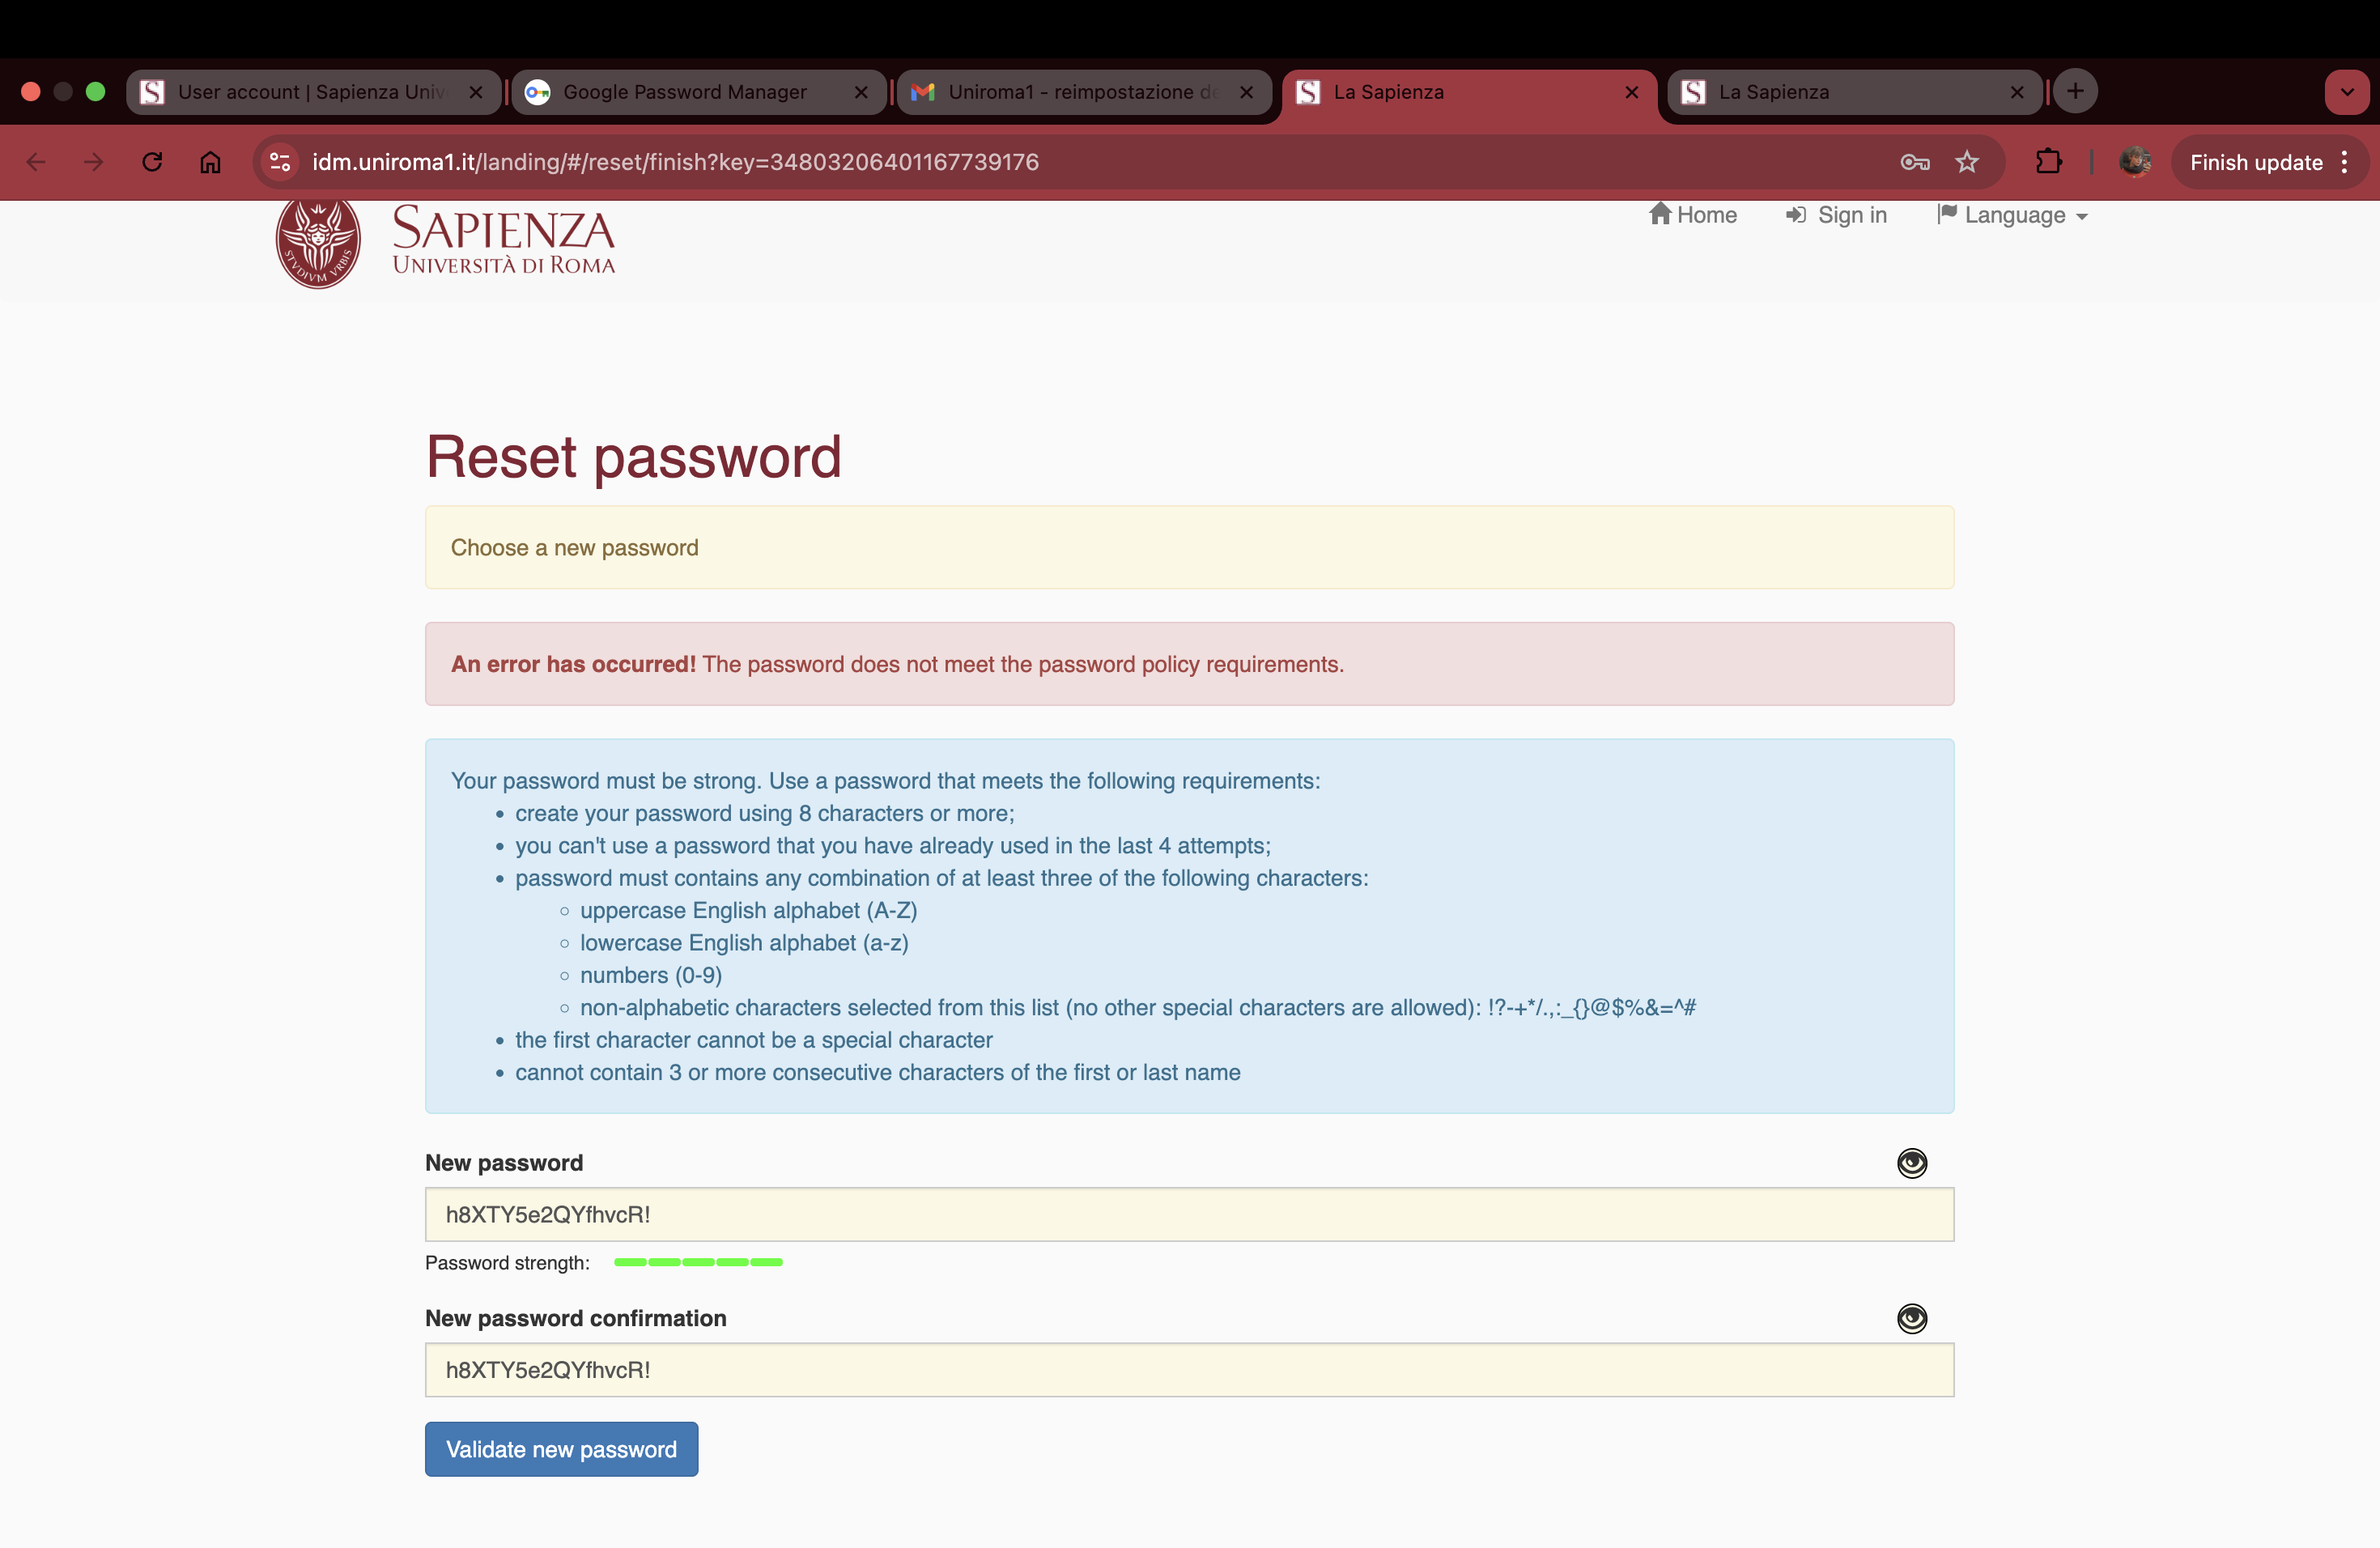 User account | Sapienza Univ
Google Password Manager
Uniroma1 - reimpostazione de
La Sapienza
La Sapienza
idm.uniroma1.it/landing/#/reset/finish?key=34803206401167739176
Finish update
STVDIVM VRBIS
SAPIENZA
UNIVERSITÀ DI ROMA
Home
Sign in
Language
Reset password
Choose a new password
An error has occurred! The password does not meet the password policy requirements.
Your password must be strong. Use a password that meets the following requirements:
• create your password using 8 characters or more;
• you can't use a password that you have already used in the last 4 attempts;
• password must contains any combination of at least three of the following characters:
◦ uppercase English alphabet (A-Z)
◦ lowercase English alphabet (a-z)
◦ numbers (0-9)
◦ non-alphabetic characters selected from this list (no other special characters are allowed): !?-+*/.,:_{}@$%&=^#
• the first character cannot be a special character
• cannot contain 3 or more consecutive characters of the first or last name
New password
h8XTY5e2QYfhvcR!
Password strength:
New password confirmation
h8XTY5e2QYfhvcR!
Validate new password